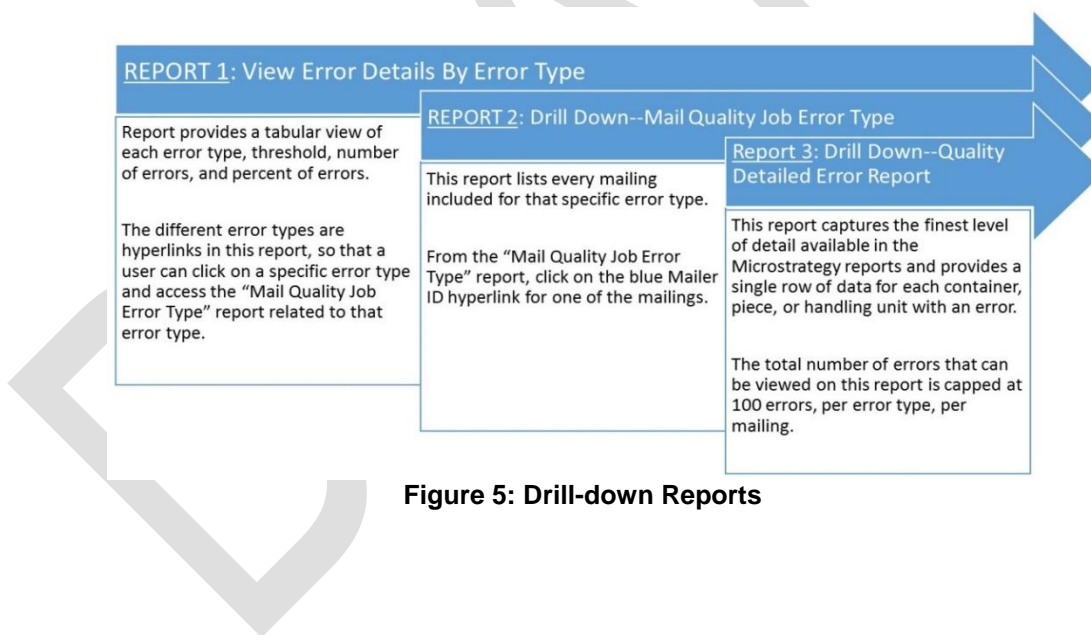 REPORT 1: View Error Details By Error Type
Report provides a tabular view of
each error type, threshold, number
of errors, and percent of errors.
The different error types are
hyperlinks in this report, so that a
user can click on a specific error type
and access the “Mail Quality Job
Error Type” report related to that
error type.
REPORT 2: Drill Down--Mail Quality Job Error Type
This report lists every mailing
included for that specific error type.
From the “Mail Quality Job Error
Type” report, click on the blue Mailer
ID hyperlink for one of the mailings.
Report 3: Drill Down--Quality
Detailed Error Report
This report captures the finest level
of detail available in the
Microstrategy reports and provides a
single row of data for each container,
piece, or handling unit with an error.
The total number of errors that can
be viewed on this report is capped at
100 errors, per error type, per
mailing.
Figure 5: Drill-down Reports